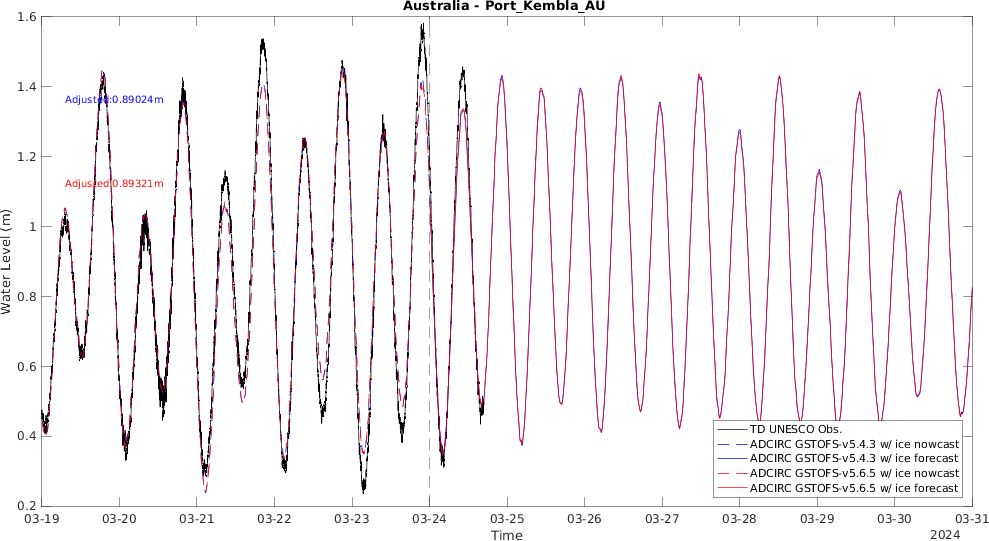 Australia - Port_Kembla_AU
Water Level (m)
1.6
1.4
1.2
1
0.8
0.6
0.4
0.2
Adjusted:0.89024m
Adjusted:0.89321m
TD UNESCO Obs.
ADCIRC GSTOFS-v5.4.3 w/ ice nowcast
ADCIRC GSTOFS-v5.4.3 w/ ice forecast
ADCIRC GSTOFS-v5.6.5 w/ ice nowcast
ADCIRC GSTOFS-v5.6.5 w/ ice forecast
03-19 03-20 03-21 03-22 03-23 03-24 03-25 03-26 03-27 03-28 03-29 03-30 03-31
Time
2024